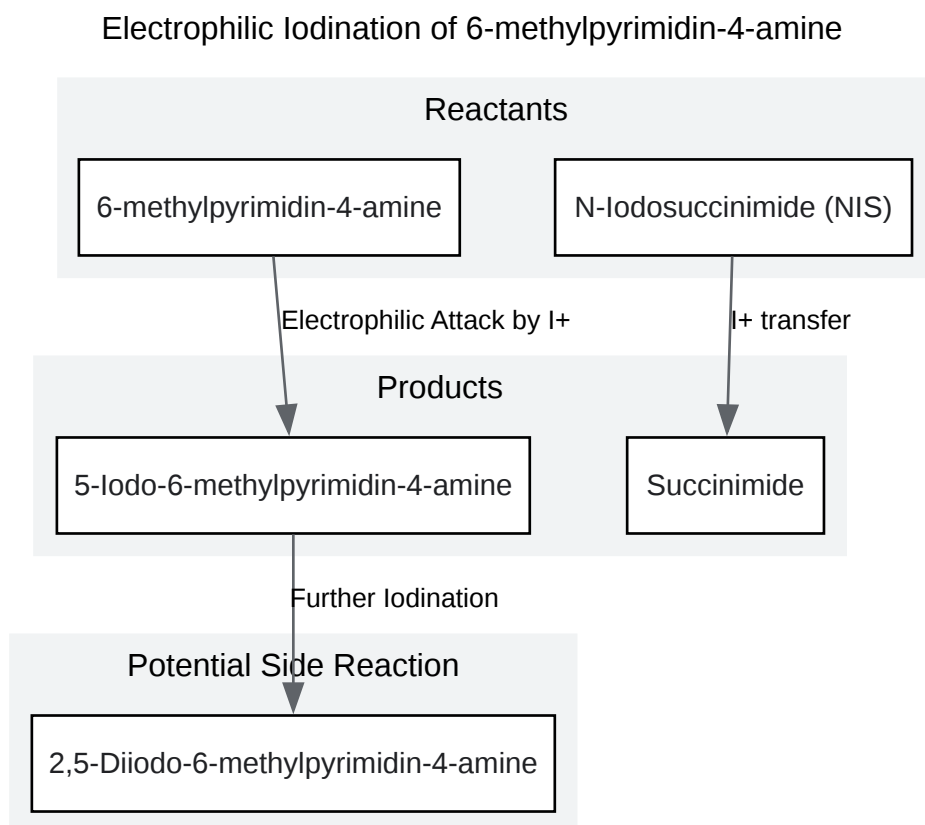 Electrophilic Iodination of 6-methylpyrimidin-4-amine
Reactants
6-methylpyrimidin-4-amine
N-Iodosuccinimide (NIS)
Electrophilic Attack by I+
I+ transfer
Products
5-Iodo-6-methylpyrimidin-4-amine
Succinimide
Further Iodination
Potential Side Reaction
2,5-Diiodo-6-methylpyrimidin-4-amine